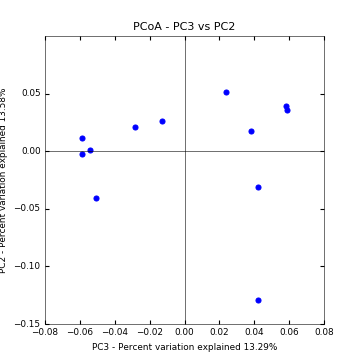 PCoA - PC3 vs PC2
PC2 - Percent variation explained 13.58%
0.05
0.00
−0.05
−0.10
−0.15
−0.08 −0.06 −0.04 −0.02 0.00 0.02 0.04 0.06 0.08
PC3 - Percent variation explained 13.29%